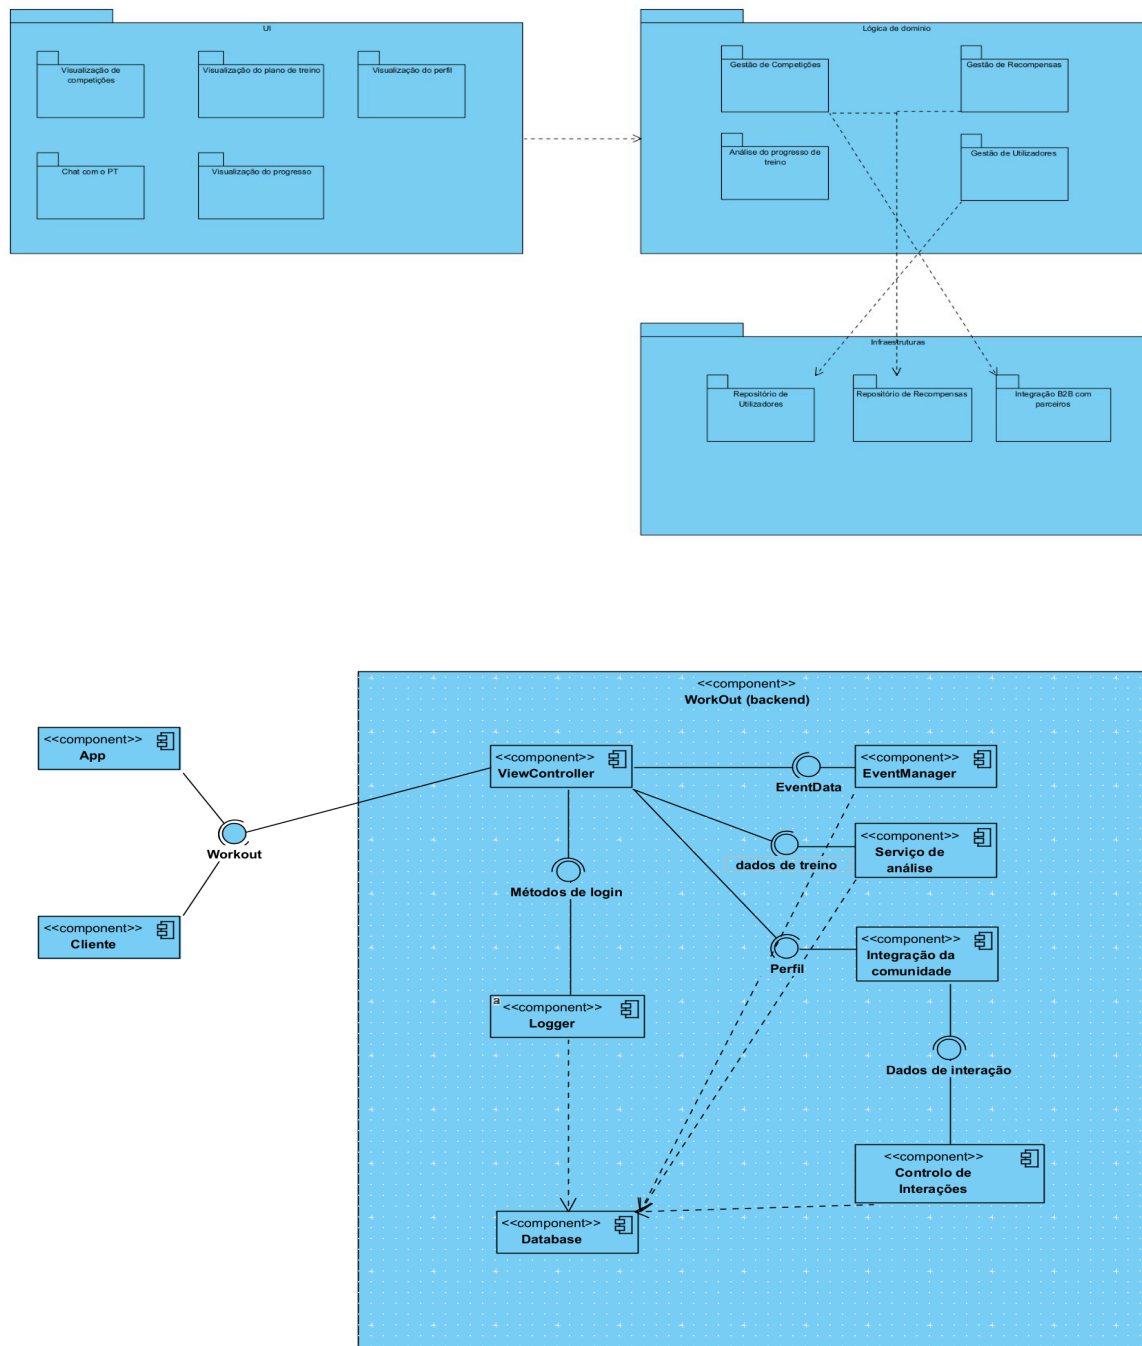 UI
Visualização de
competições
Visualização do plano de treino
Visualização do perfil
Chat com o PT
Visualização do progresso
Lógica de dominio
Gestão de Competições
Gestão de Recompensas
Análise do progresso de
treino
Gestão de Utilizadores
Infraestruturas
Repositório de
Utilizadores
Repositório de Recompensas
Integração B2B com
parceiros
<<component>>
WorkOut (backend)
<<component>>
App
<<component>>
ViewController
<<component>>
EventManager
EventData
Workout
<<component>>
Serviço de
análise
dados de treino
Métodos de login
<<component>>
Cliente
<<component>>
Integração da
comunidade
Perfil
a
<<component>>
Logger
Dados de interação
<<component>>
Controlo de
Interações
<<component>>
Database